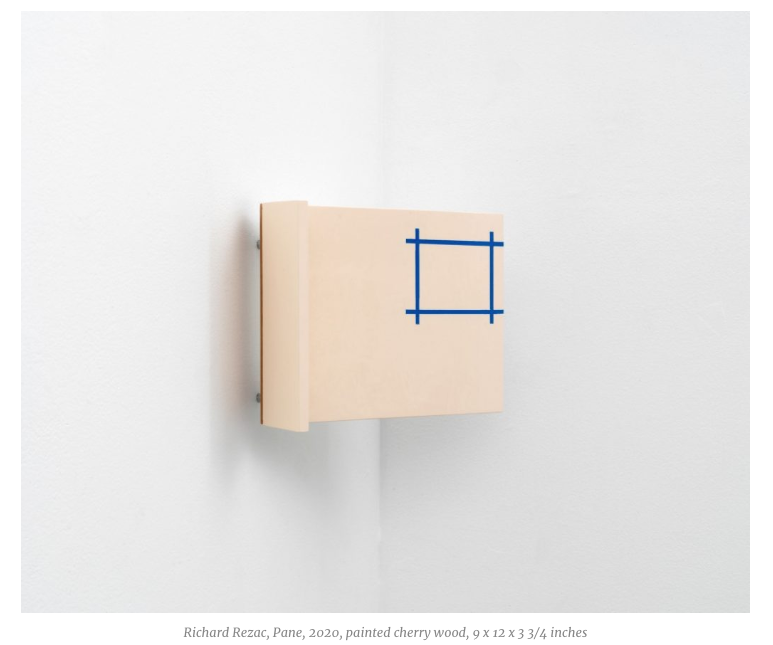 Richard Rezac, Pane, 2020, painted cherry wood, 9 x 12 x 3 3/4 inches